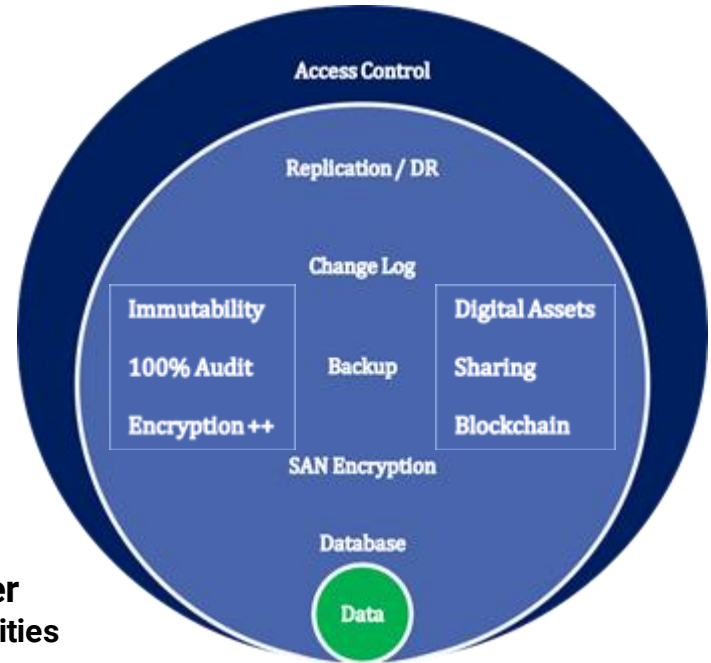 Access Control
Replication / DR
Change Log
Immutability
100% Audit
Encryption ++
Backup
Digital Assets
Sharing
Blockchain
SAN Encryption
Database
Data